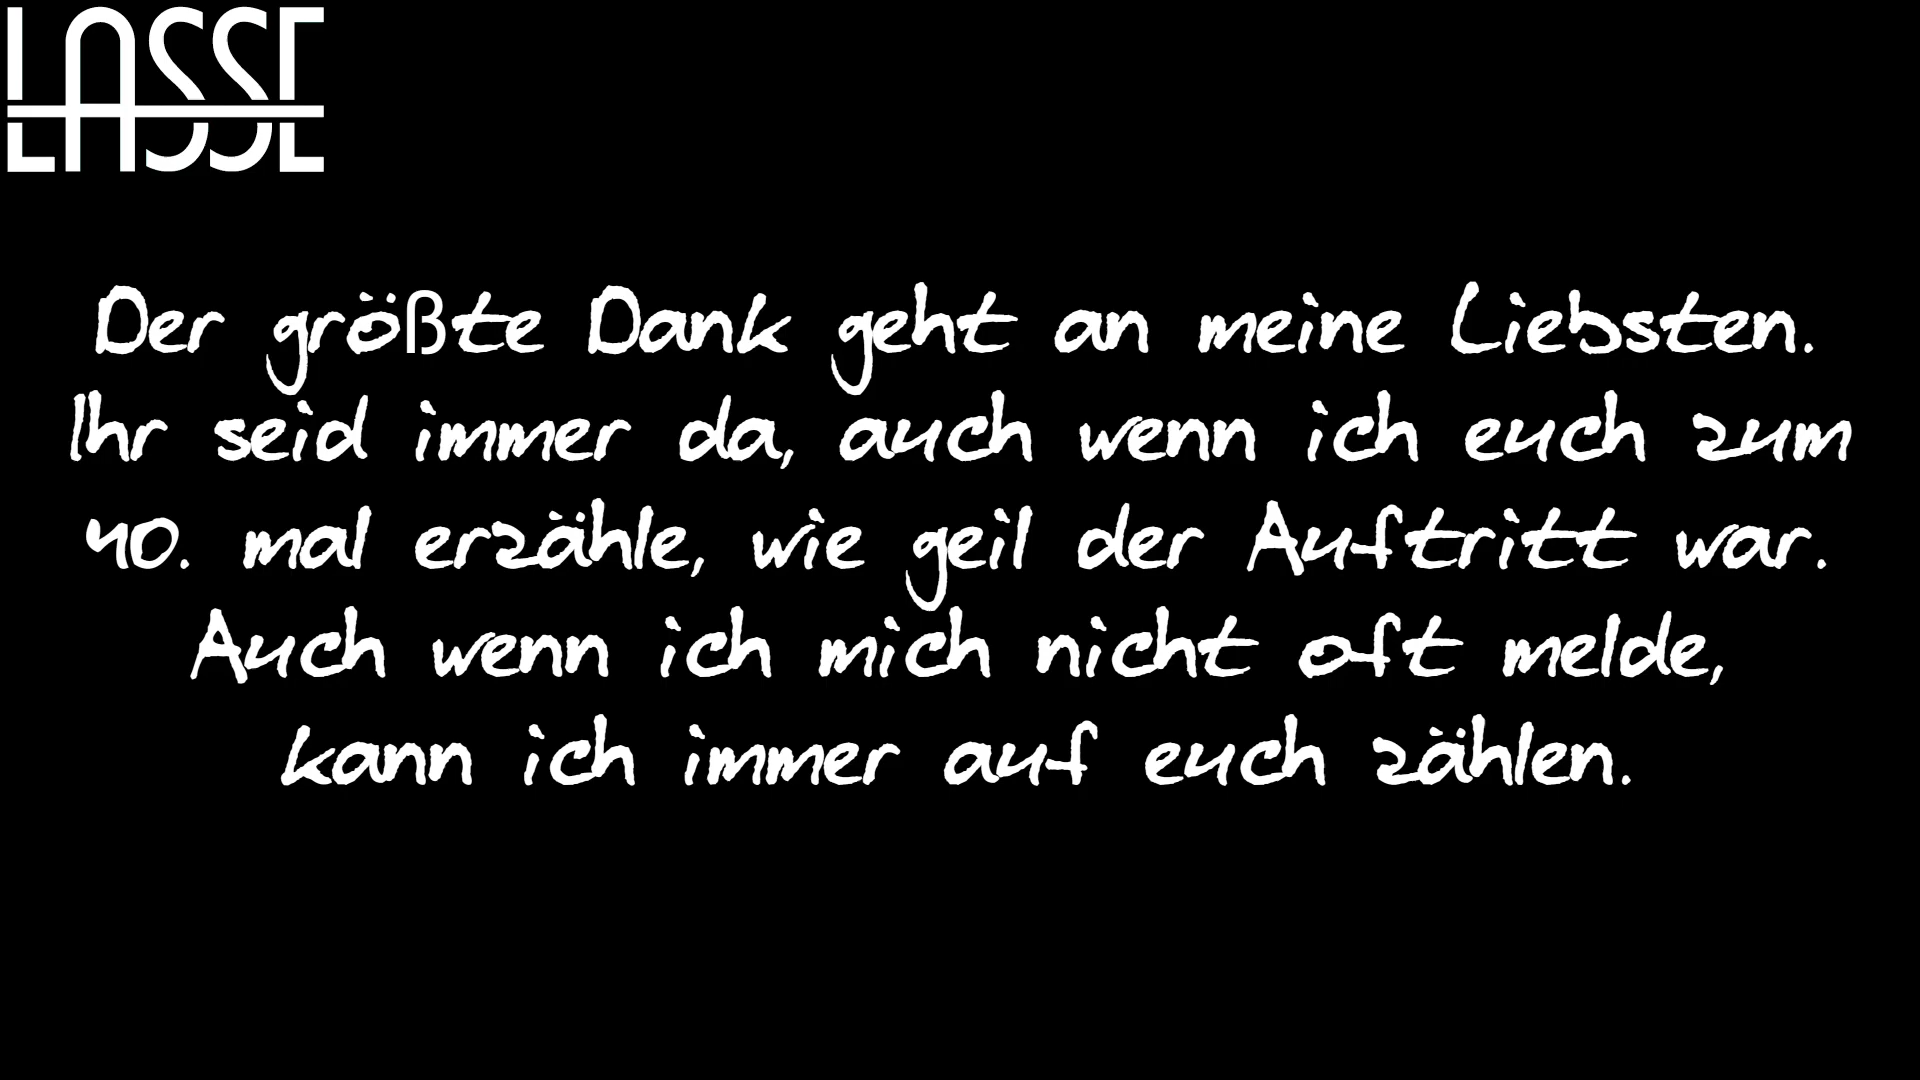 LASSE
Der größte Dank geht an meine Liebsten.
Ihr seid immer da, auch wenn ich euch zum
40. mal erzähle, wie geil der Auftritt war.
Auch wenn ich mich nicht oft melde,
kann ich immer auf euch zählen.